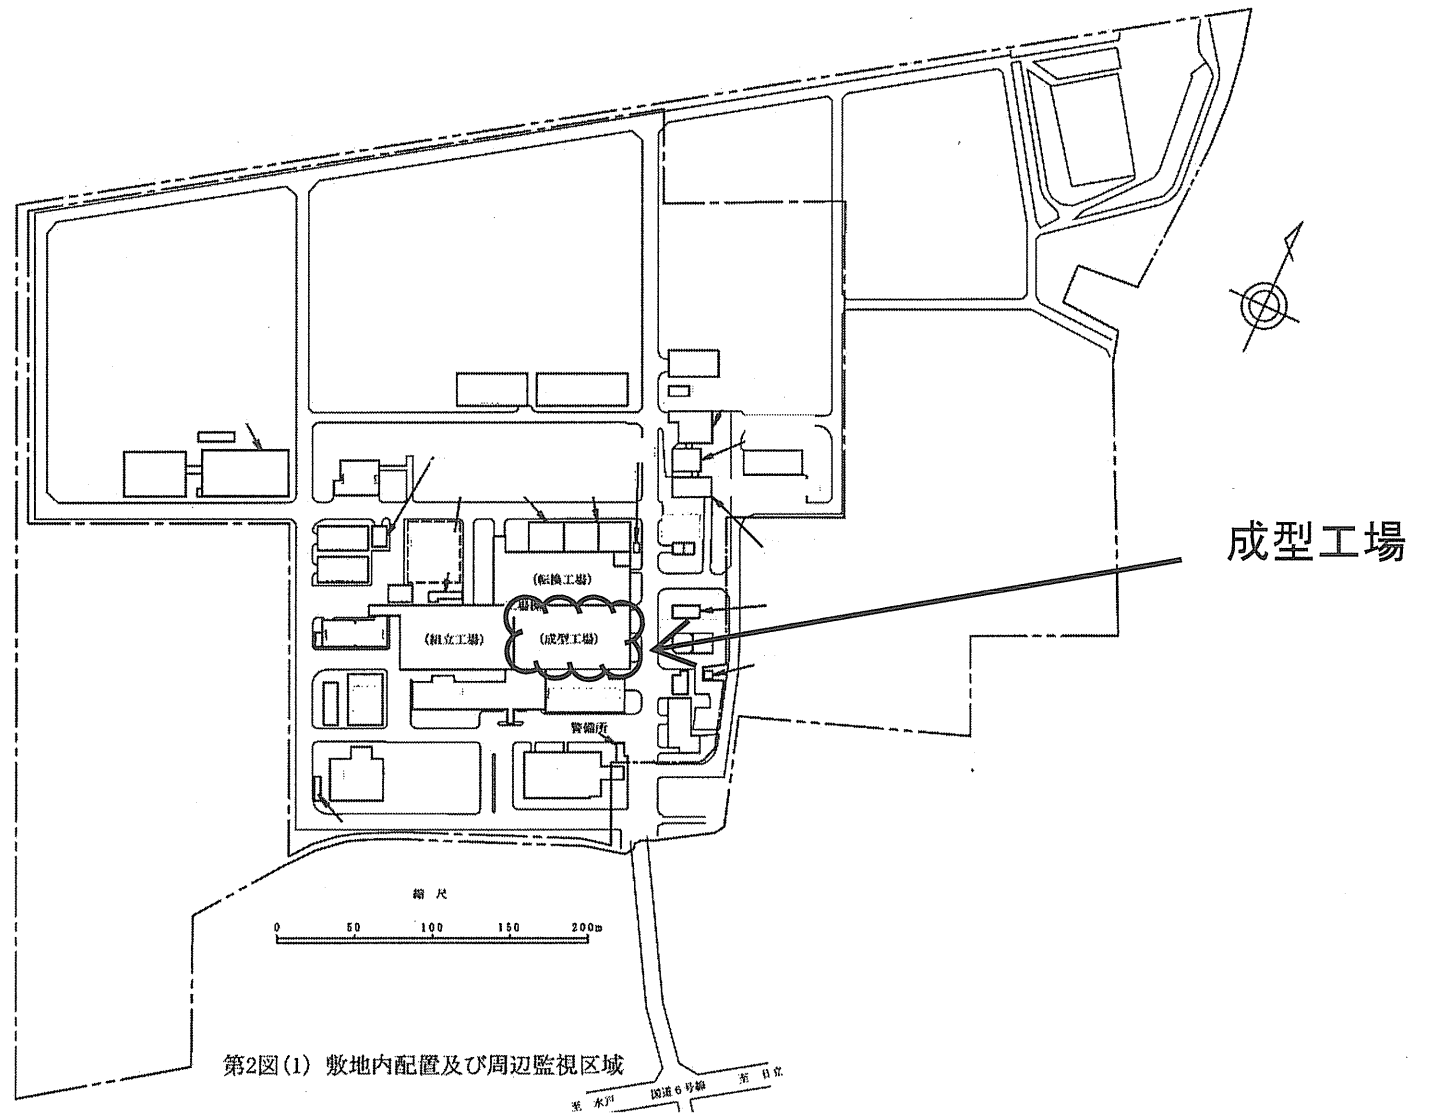 成型工場
(転換工場)
(組立工場)
(成型工場)
警備所
縮尺
0 50 100 150 200m
第2図(1) 敷地内配置及び周辺監視区域
至 水戸 国道6号線 至 日立